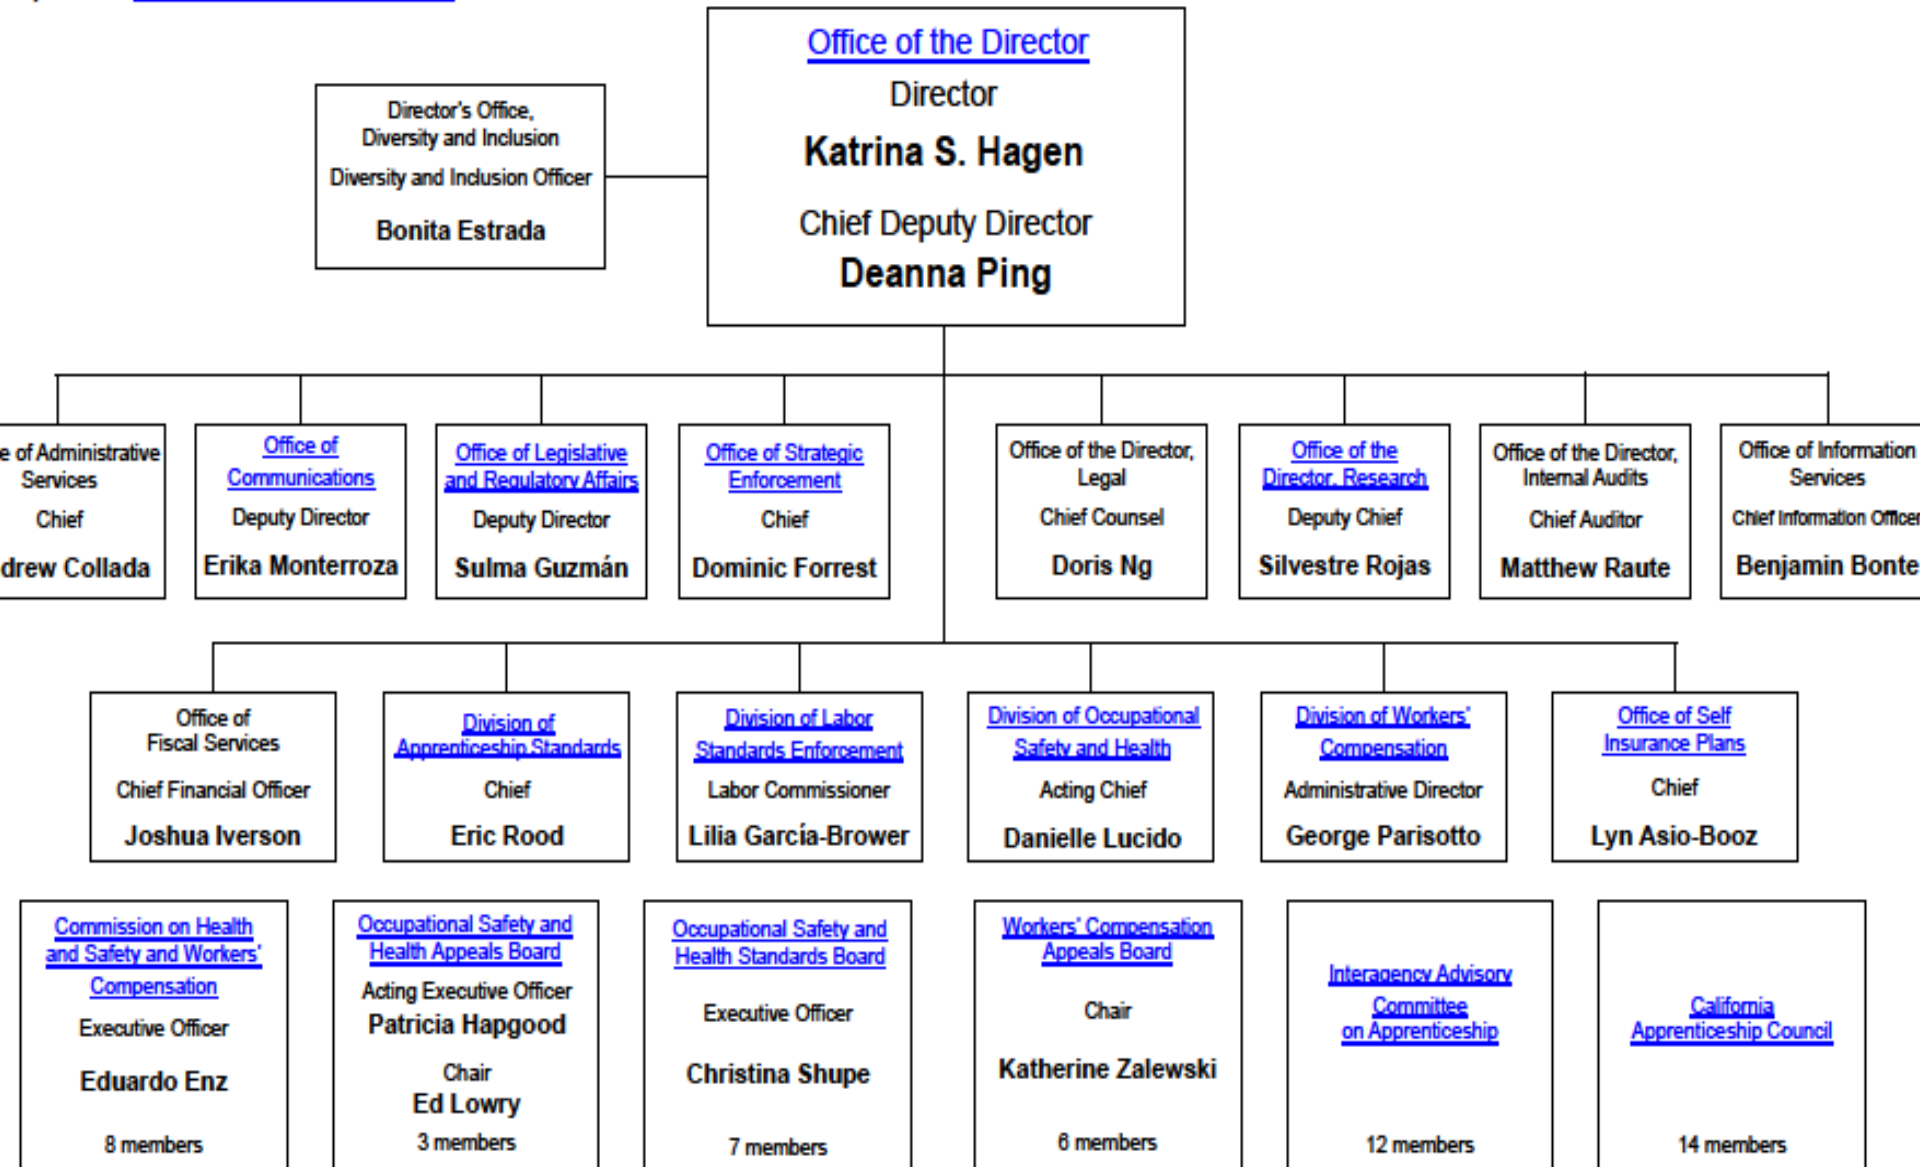 Office of the Director
Director
Katrina S. Hagen
Chief Deputy Director
Deanna Ping
Director's Office,
Diversity and Inclusion
Diversity and Inclusion Officer
Bonita Estrada
of Administrative
Services
Chief
Collada
Office of
Communications
Deputy Director
Erika Monterroza
Office of Legislative
and Regulatory Affairs
Deputy Director
Sulma Guzmán
Office of Strategic
Enforcement
Chief
Dominic Forrest
Office of the Director,
Legal
Chief Counsel
Doris Ng
Office of the
Director, Research
Deputy Chief
Silvestre Rojas
Office of the Director,
Internal Audits
Chief Auditor
Matthew Raute
Office of Information
Services
Chief Information Officer
Benjamin Bonte
Office of
Fiscal Services
Chief Financial Officer
Joshua Iverson
Division of
Apprenticeship Standards
Chief
Eric Rood
Division of Labor
Standards Enforcement
Labor Commissioner
Lilia García-Brower
Division of Occupational
Safety and Health
Acting Chief
Danielle Lucido
Division of Workers'
Compensation
Administrative Director
George Parisotto
Office of Self
Insurance Plans
Chief
Lyn Asio-Booz
Commission on Health
and Safety and Workers'
Compensation
Executive Officer
Eduardo Enz
8 members
Occupational Safety and
Health Appeals Board
Acting Executive Officer
Patricia Hapgood
Chair
Ed Lowry
3 members
Occupational Safety and
Health Standards Board
Executive Officer
Christina Shupe
7 members
Workers' Compensation
Appeals Board
Chair
Katherine Zalewski
6 members
Interagency Advisory
Committee
on Apprenticeship
12 members
California
Apprenticeship Council
14 members